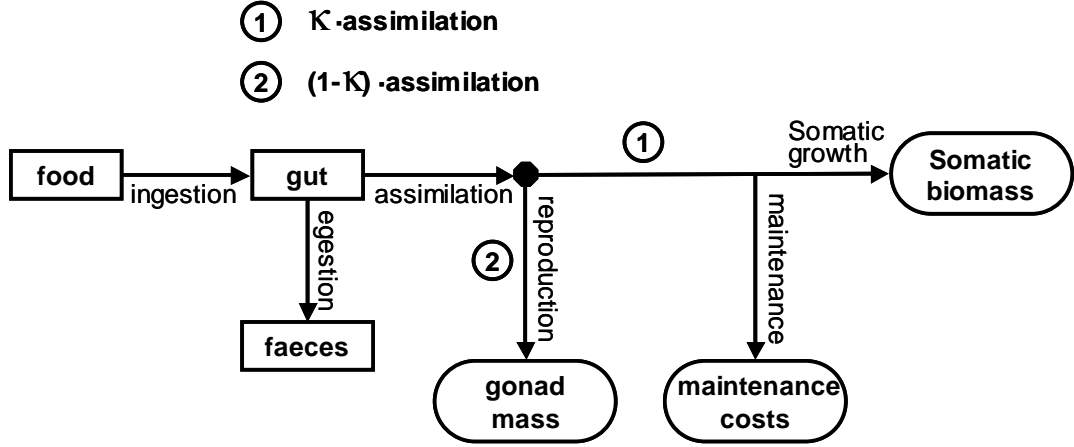 1 κ·assimilation
2 (1-κ)·assimilation
food
ingestion
gut
assimilation
1
Somatic
growth
Somatic
biomass
egestion
2
reproduction
maintenance
faeces
gonad
mass
maintenance
costs